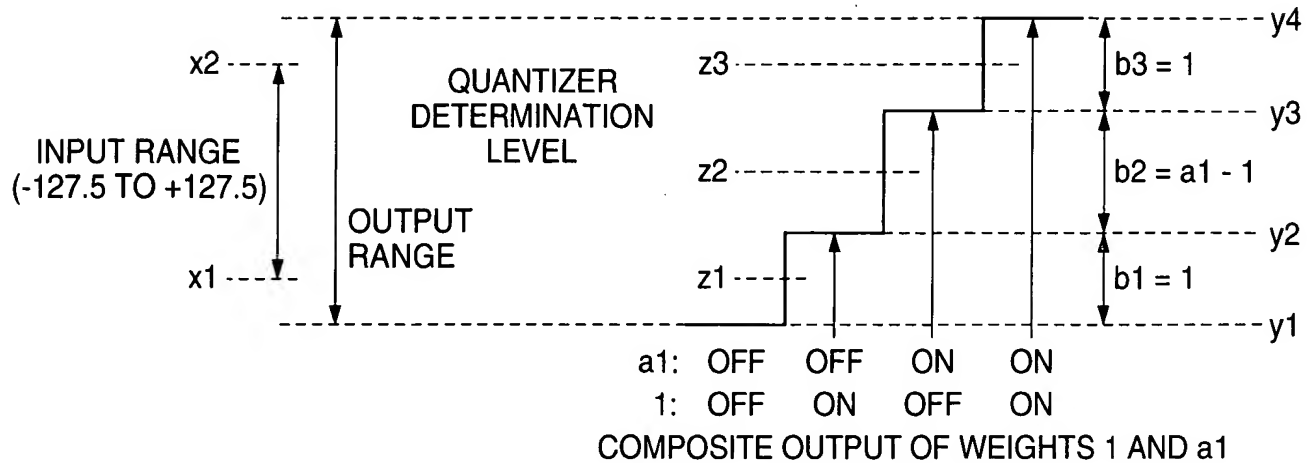 y4
x2
z3
b3 = 1
QUANTIZER
DETERMINATION
LEVEL
y3
INPUT RANGE
(-127.5 TO +127.5)
z2
b2 = a1 - 1
OUTPUT
RANGE
y2
x1
z1
b1 = 1
y1
a1: OFF OFF ON ON
1: OFF ON OFF ON
COMPOSITE OUTPUT OF WEIGHTS 1 AND a1